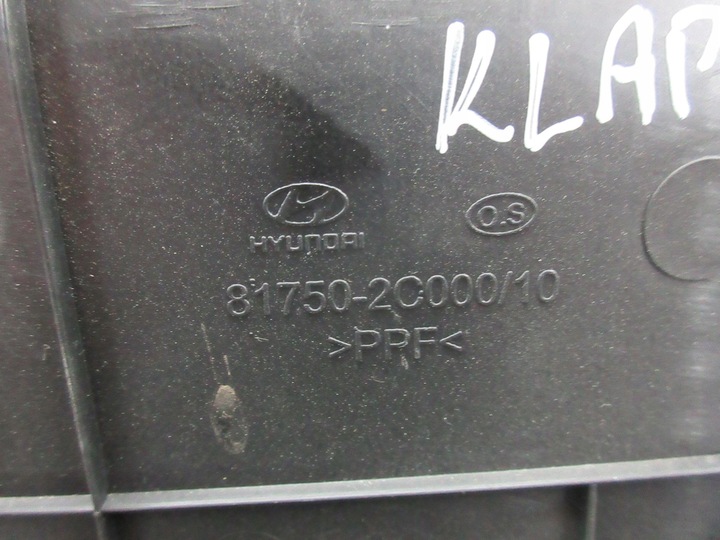 KLAP
O.S
HYUNDAI
81750-2C000/10
>PPF<